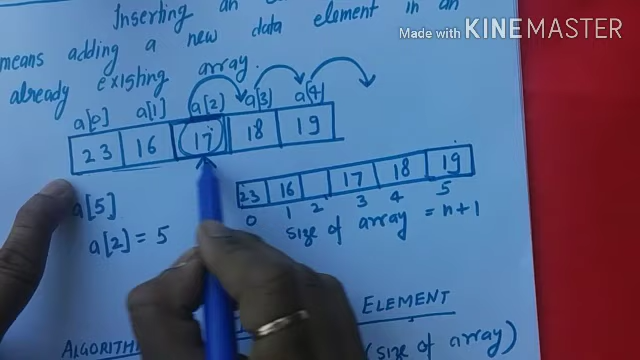 Made with KINEMASTER
Inserting an
means adding a new data element in an
already existing array.
a[0] a[1] a[2] a[3] a[4]
23 16 17 18 19
23 16 17 18 19
0 1 2 3 4 5
a[5]
size of array = n+1
a[2] = 5
ELEMENT
(size of array)